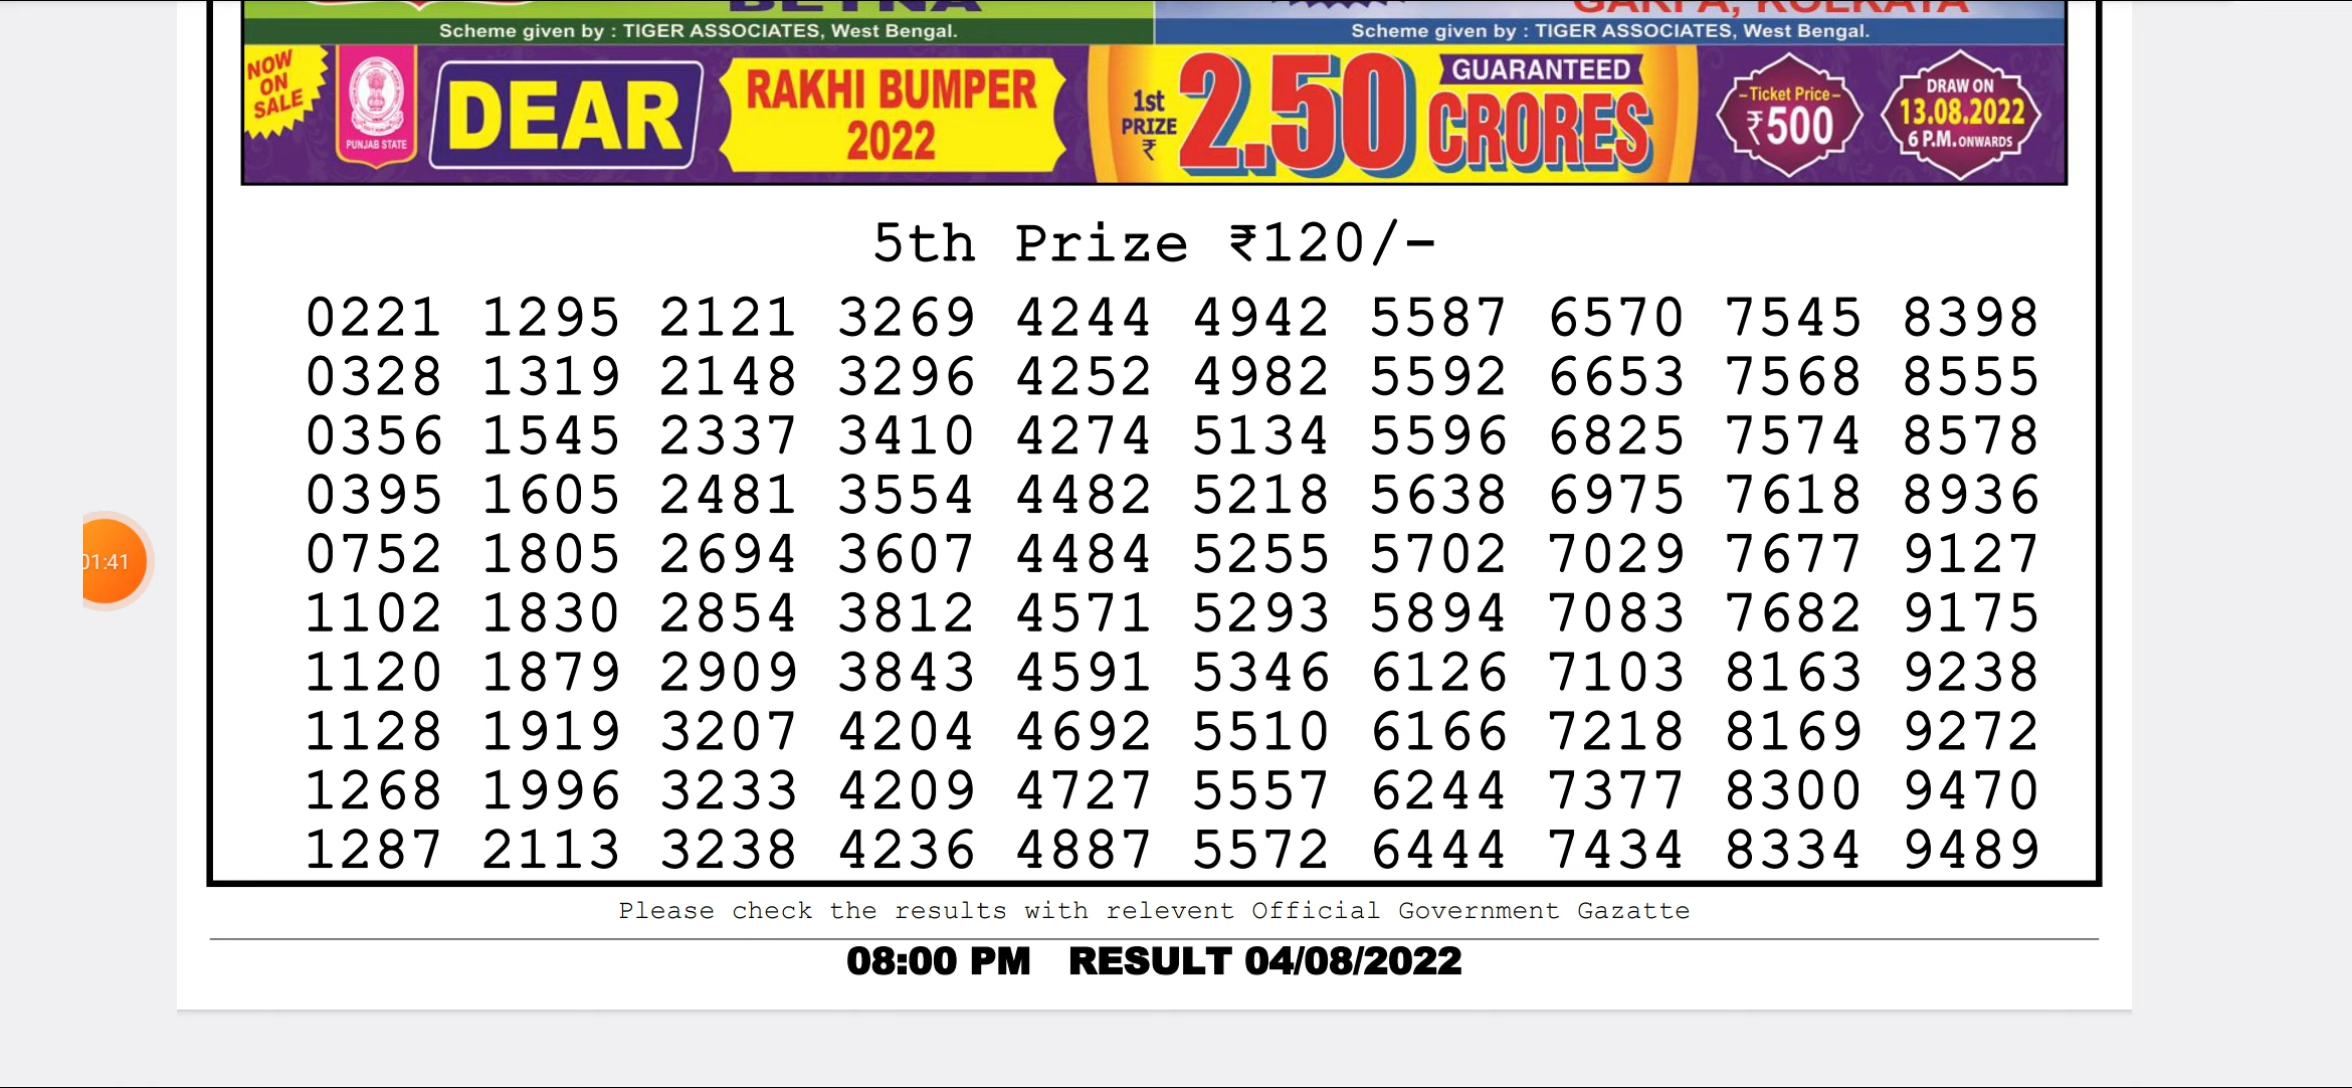 BETNA
GARFA, KOLKATA
Scheme given by : TIGER ASSOCIATES, West Bengal.
Scheme given by : TIGER ASSOCIATES, West Bengal.
NOW
ON
SALE
PUNJAB STATE
DEAR
RAKHI BUMPER
2022
1st
PRIZE
₹
2.50
GUARANTEED
CRORES
Ticket Price
₹500
DRAW ON
13.08.2022
6 P.M. ONWARDS
5th Prize ₹120/-
0221 1295 2121 3269 4244 4942 5587 6570 7545 8398
0328 1319 2148 3296 4252 4982 5592 6653 7568 8555
0356 1545 2337 3410 4274 5134 5596 6825 7574 8578
0395 1605 2481 3554 4482 5218 5638 6975 7618 8936
0752 1805 2694 3607 4484 5255 5702 7029 7677 9127
1102 1830 2854 3812 4571 5293 5894 7083 7682 9175
1120 1879 2909 3843 4591 5346 6126 7103 8163 9238
1128 1919 3207 4204 4692 5510 6166 7218 8169 9272
1268 1996 3233 4209 4727 5557 6244 7377 8300 9470
1287 2113 3238 4236 4887 5572 6444 7434 8334 9489
01:41
Please check the results with relevent Official Government Gazatte
08:00 PM RESULT 04/08/2022